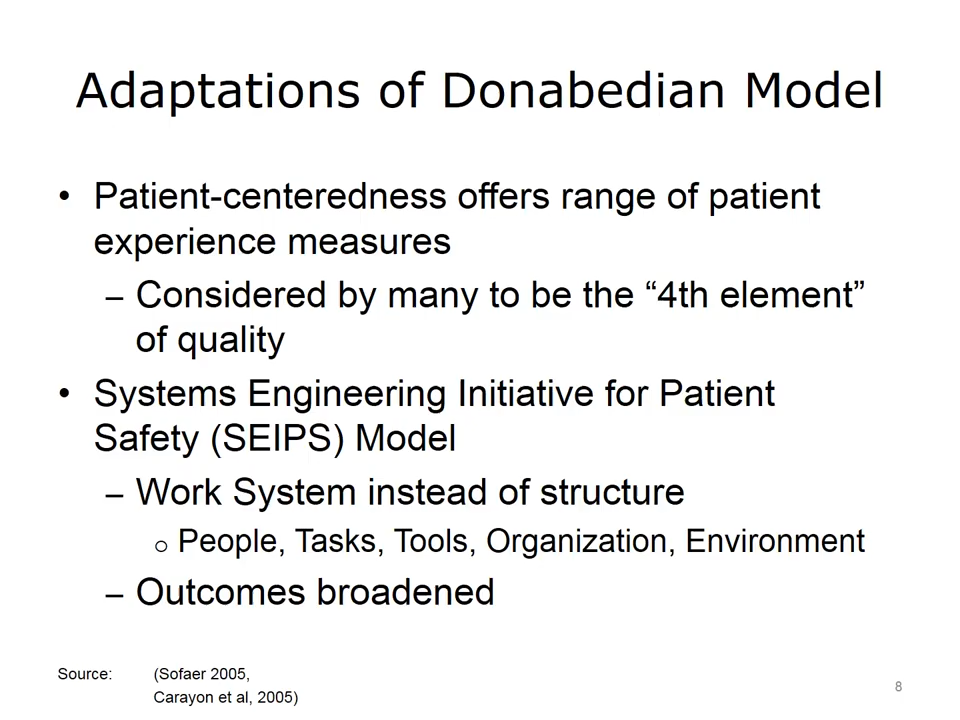 Adaptations of Donabedian Model
• Patient-centeredness offers range of patient
experience measures
– Considered by many to be the “4th element”
of quality
• Systems Engineering Initiative for Patient
Safety (SEIPS) Model
– Work System instead of structure
o People, Tasks, Tools, Organization, Environment
– Outcomes broadened
Source: (Sofaer 2005,
Carayon et al, 2005)
8